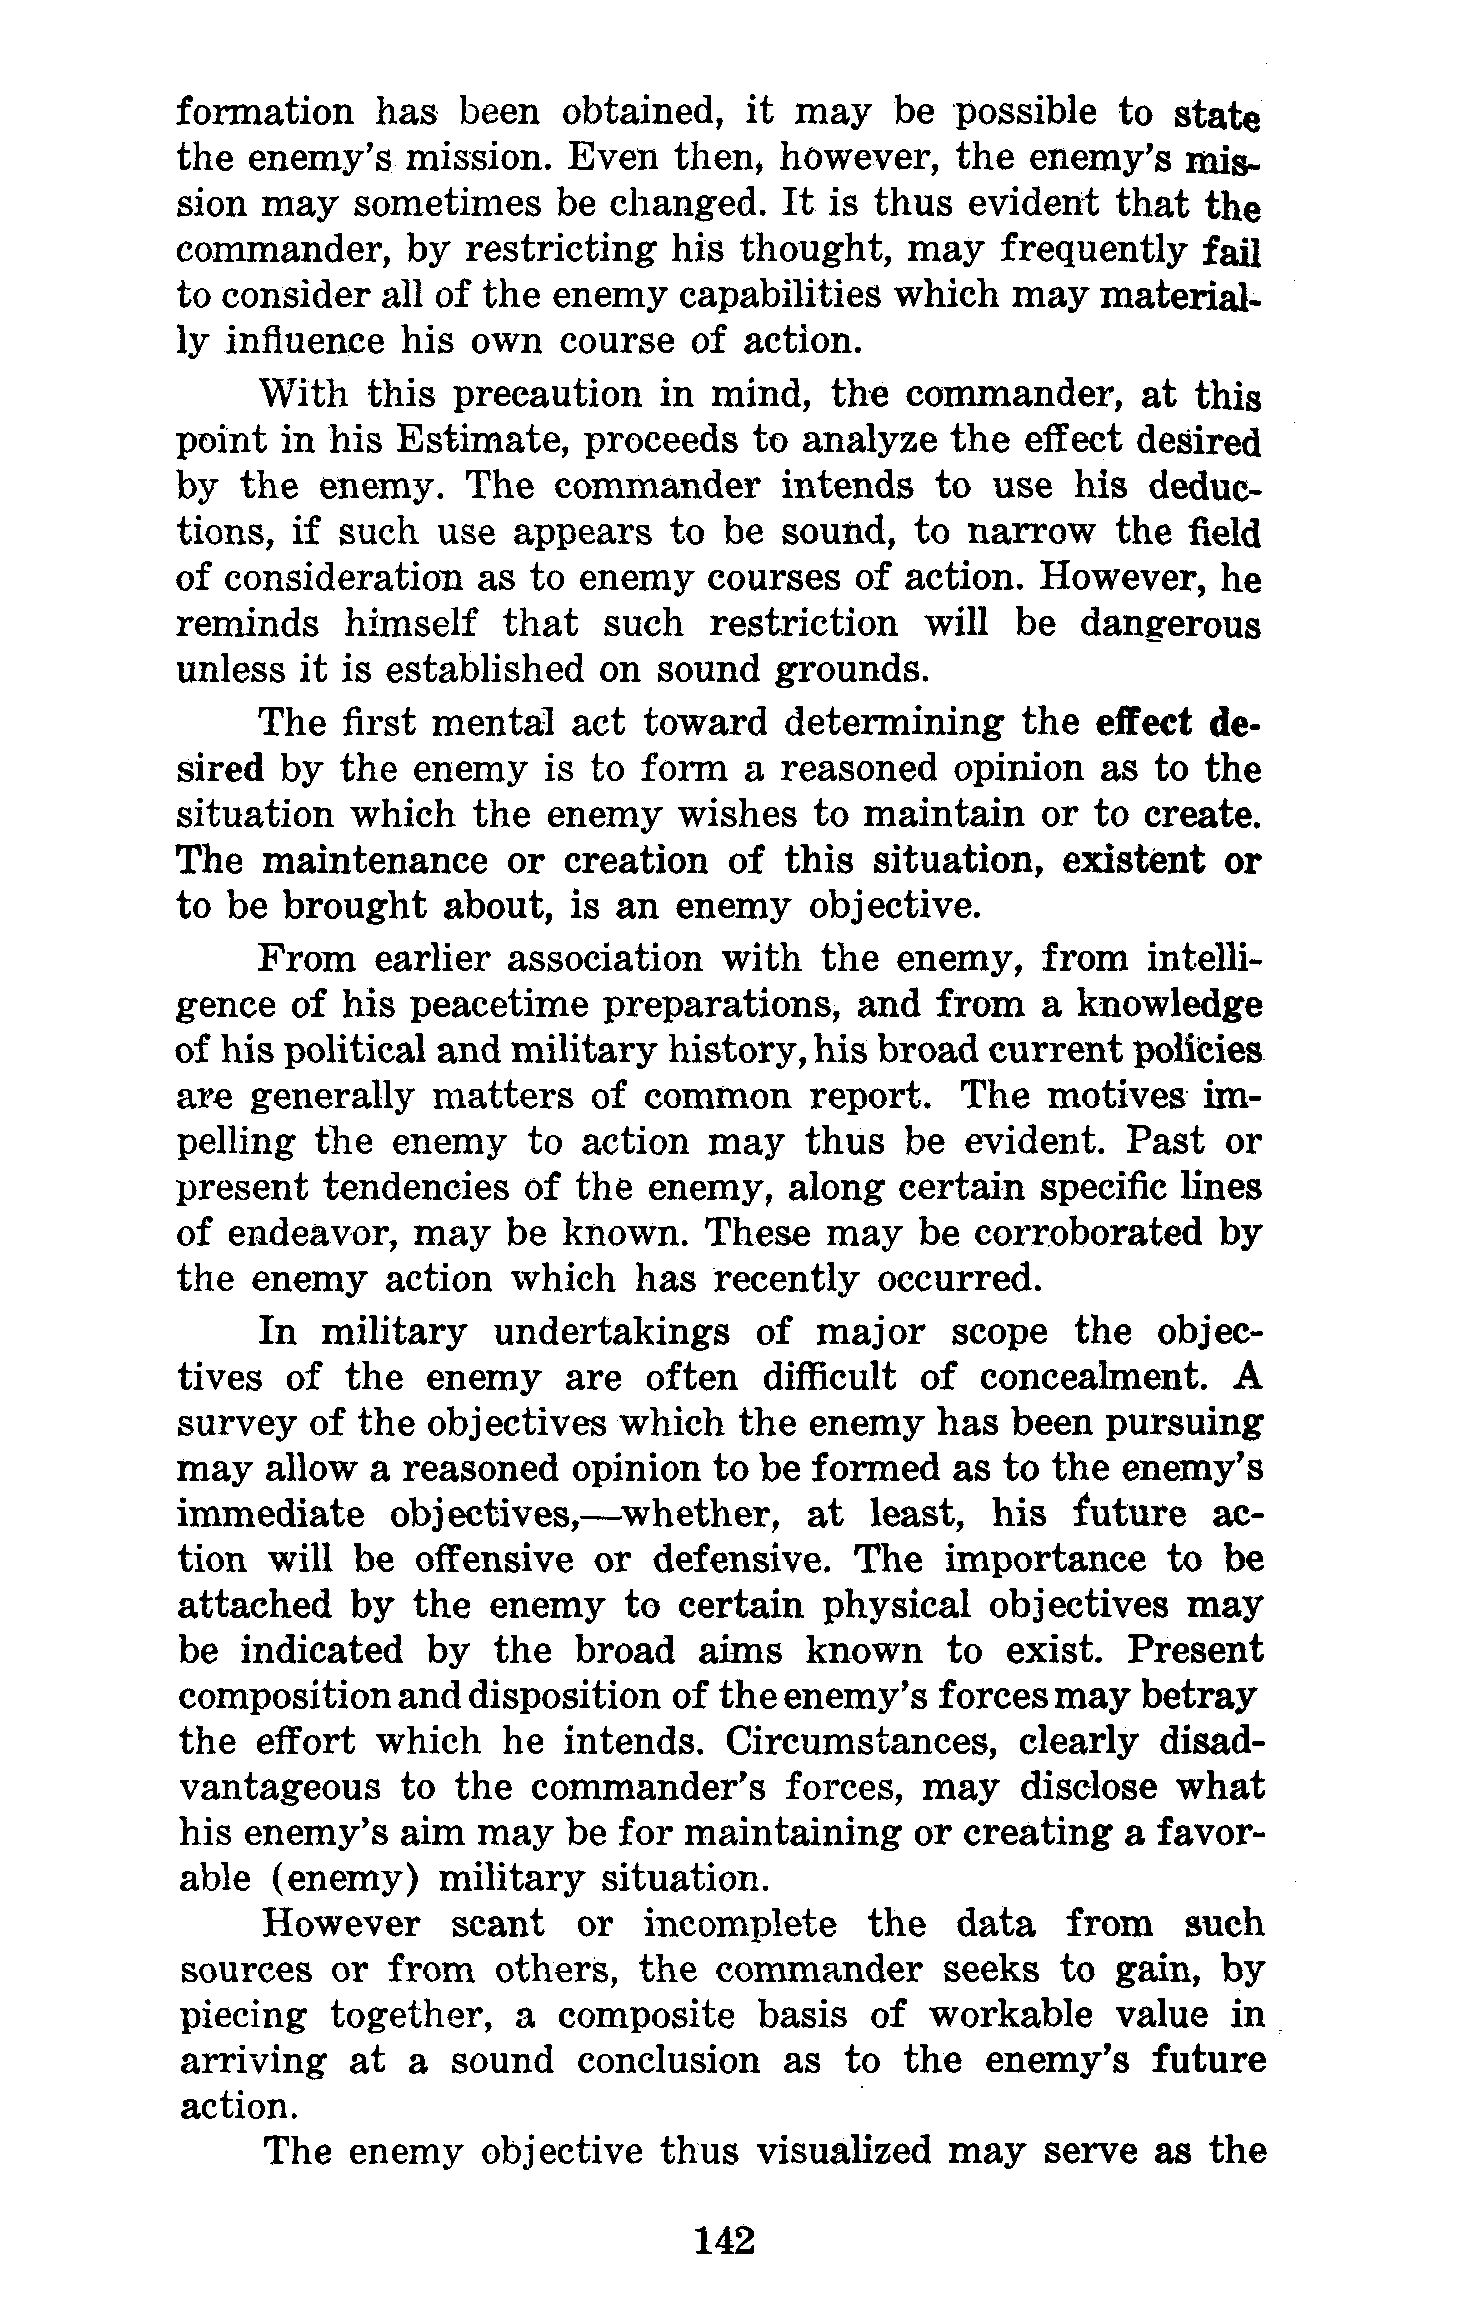 formation has been obtained, it may be possible to state
the enemy's mission. Even then, however, the enemy's mis-
sion may sometimes be changed. It is thus evident that the
commander, by restricting his thought, may frequently fail
to consider all of the enemy capabilities which may material-
ly influence his own course of action.
With this precaution in mind, the commander, at this
point in his Estimate, proceeds to analyze the effect desired
by the enemy. The commander intends to use his deduc-
tions, if such use appears to be sound, to narrow the field
of consideration as to enemy courses of action. However, he
reminds himself that such restriction will be dangerous
unless it is established on sound grounds.
The first mental act toward determining the effect de-
sired by the enemy is to form a reasoned opinion as to the
situation which the enemy wishes to maintain or to create.
The maintenance or creation of this situation, existent or
to be brought about, is an enemy objective.
From earlier association with the enemy, from intelli-
gence of his peacetime preparations, and from a knowledge
of his political and military history, his broad current policies
are generally matters of common report. The motives im-
pelling the enemy to action may thus be evident. Past or
present tendencies of the enemy, along certain specific lines
of endeavor, may be known. These may be corroborated by
the enemy action which has recently occurred.
In military undertakings of major scope the objec-
tives of the enemy are often difficult of concealment. A
survey of the objectives which the enemy has been pursuing
may allow a reasoned opinion to be formed as to the enemy's
immediate objectives,—whether, at least, his future ac-
tion will be offensive or defensive. The importance to be
attached by the enemy to certain physical objectives may
be indicated by the broad aims known to exist. Present
composition and disposition of the enemy's forces may betray
the effort which he intends. Circumstances, clearly disad-
vantageous to the commander's forces, may disclose what
his enemy's aim may be for maintaining or creating a favor-
able (enemy) military situation.
However scant or incomplete the data from such
sources or from others, the commander seeks to gain, by
piecing together, a composite basis of workable value in
arriving at a sound conclusion as to the enemy's future
action.
The enemy objective thus visualized may serve as the
142